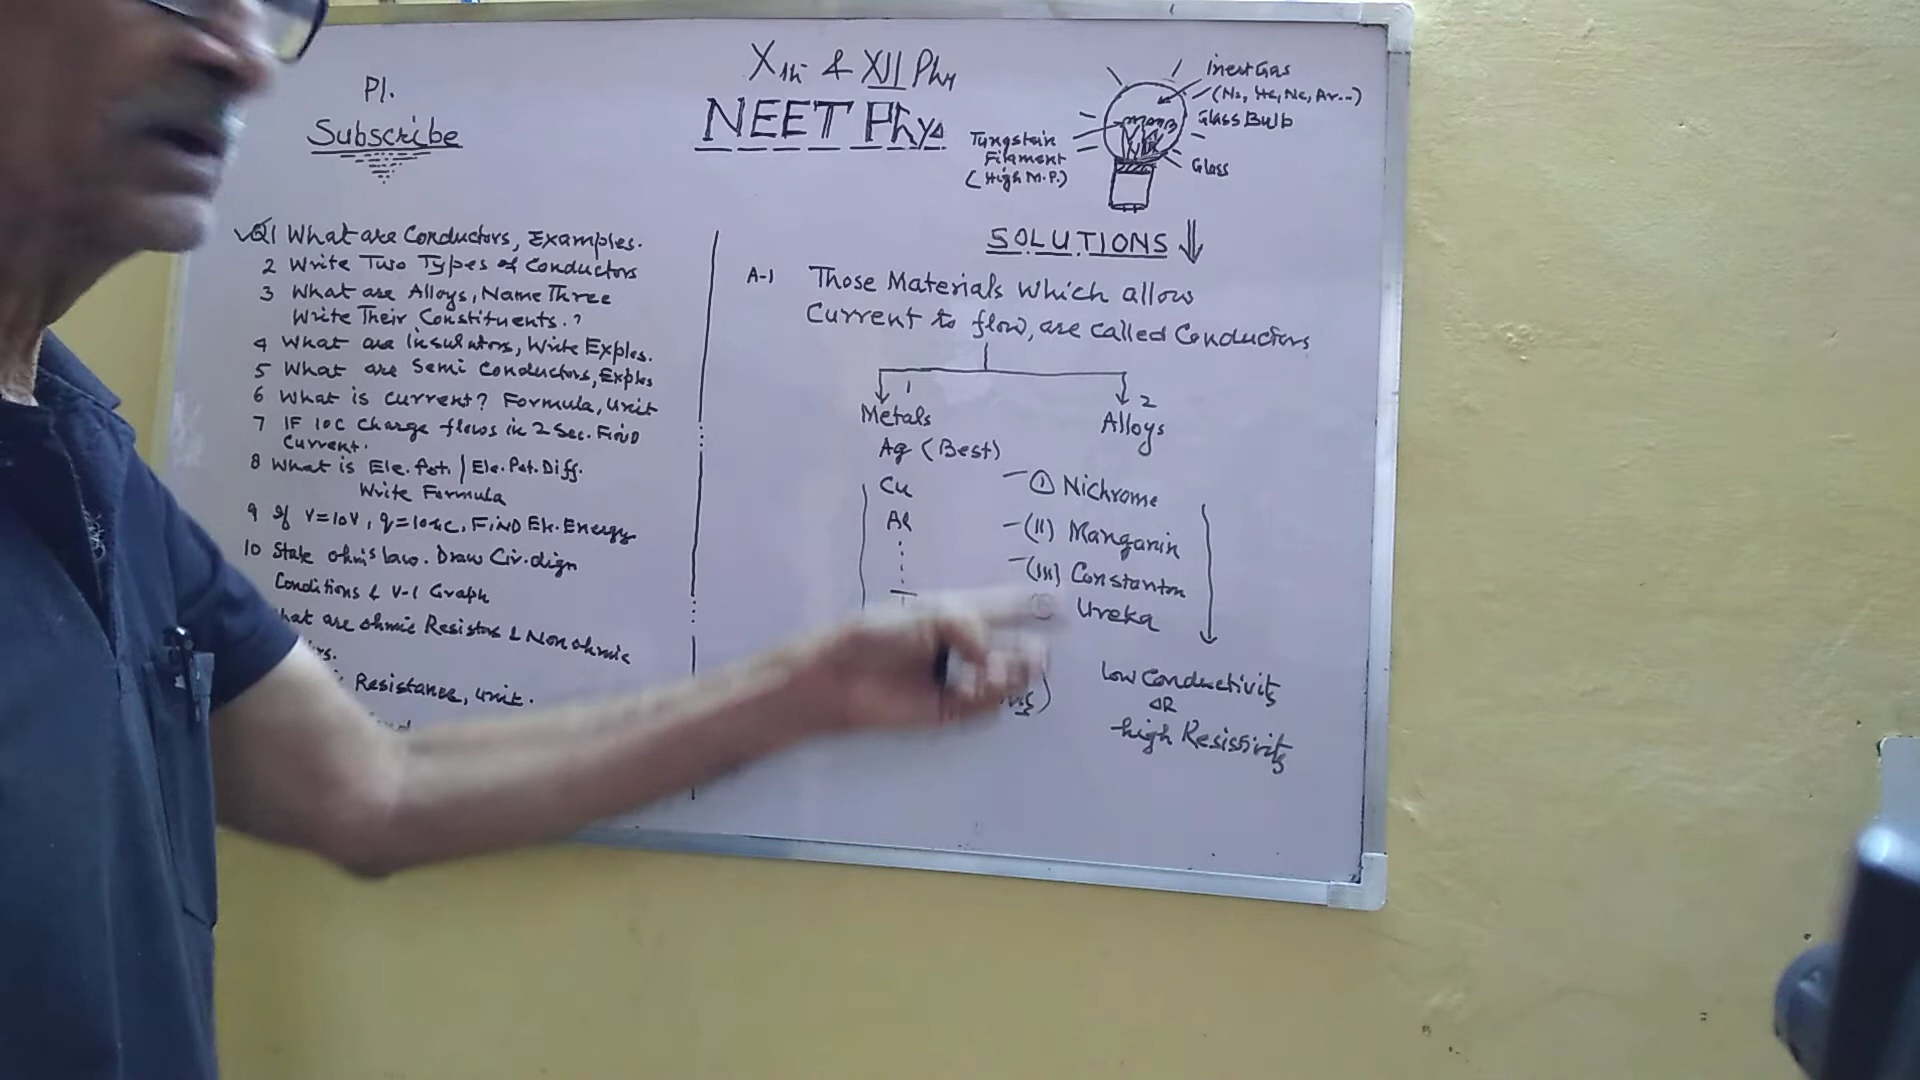 Pl.
Subscribe
Xth & XII Phy
NEET Phys
inert Gas
(N2, He, Ne, Ar...)
Glass Bulb
Glass
Tungstein
Filament
(High M.P.)
Q1 What are Conductors, Examples.
2 Write Two Types of Conductors
3 What are Alloys, Name Three
Write Their Constituents.?
4 What are insulators, Write Exples.
5 What are Semi Conductors, Exples
6 What is current? Formula, Unit
7 IF 10C Charge flows in 2 Sec. FIND
Current.
8 What is Ele. Pot. / Ele. Pot. Diff.
Write Formula
9 If V=10V, q=10μC, FIND Ele. Energy
10 State ohm's law. Draw Cir. dign
Conditions & V-I Graph
hat are ohmic Resistors & Non ohmic
rs.
Resistance, unit.
SOLUTIONS
A-1 Those Materials which allow
Current to flow, are called Conductors
1 2
Metals Alloys
Ag (Best)
Cu
Al
(I) Nichrome
(II) Manganin
(III) Constantan
Ureka
low Conductivity
OR
high Resistivity